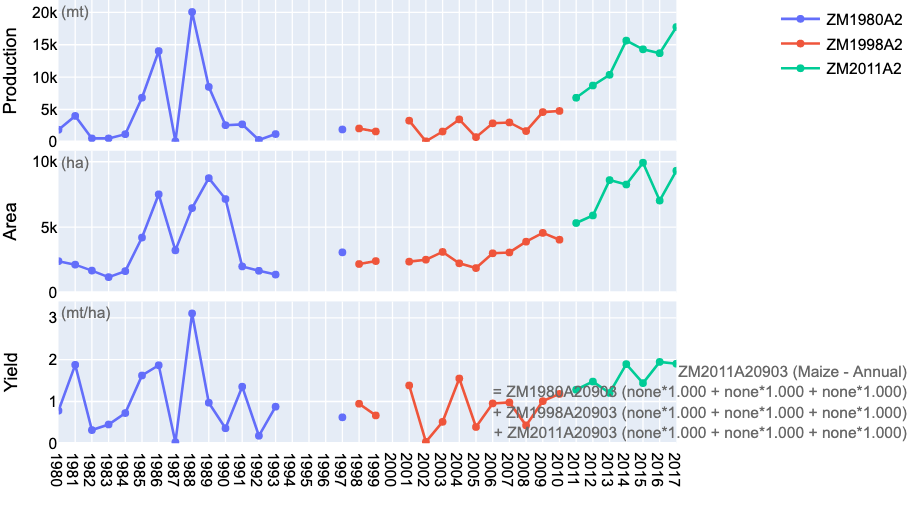 20k (mt)
15k
10k
5k
0
Production
ZM1980A2
ZM1998A2
ZM2011A2
10k (ha)
5k
0
Area
3 (mt/ha)
2
1
0
Yield
ZM2011A20903 (Maize - Annual)
= ZM1980A20903 (none*1.000 + none*1.000 + none*1.000)
+ ZM1998A20903 (none*1.000 + none*1.000 + none*1.000)
+ ZM2011A20903 (none*1.000 + none*1.000 + none*1.000)
1980 1981 1982 1983 1984 1985 1986 1987 1988 1989 1990 1991 1992 1993 1994 1995 1996 1997 1998 1999 2000 2001 2002 2003 2004 2005 2006 2007 2008 2009 2010 2011 2012 2013 2014 2015 2016 2017